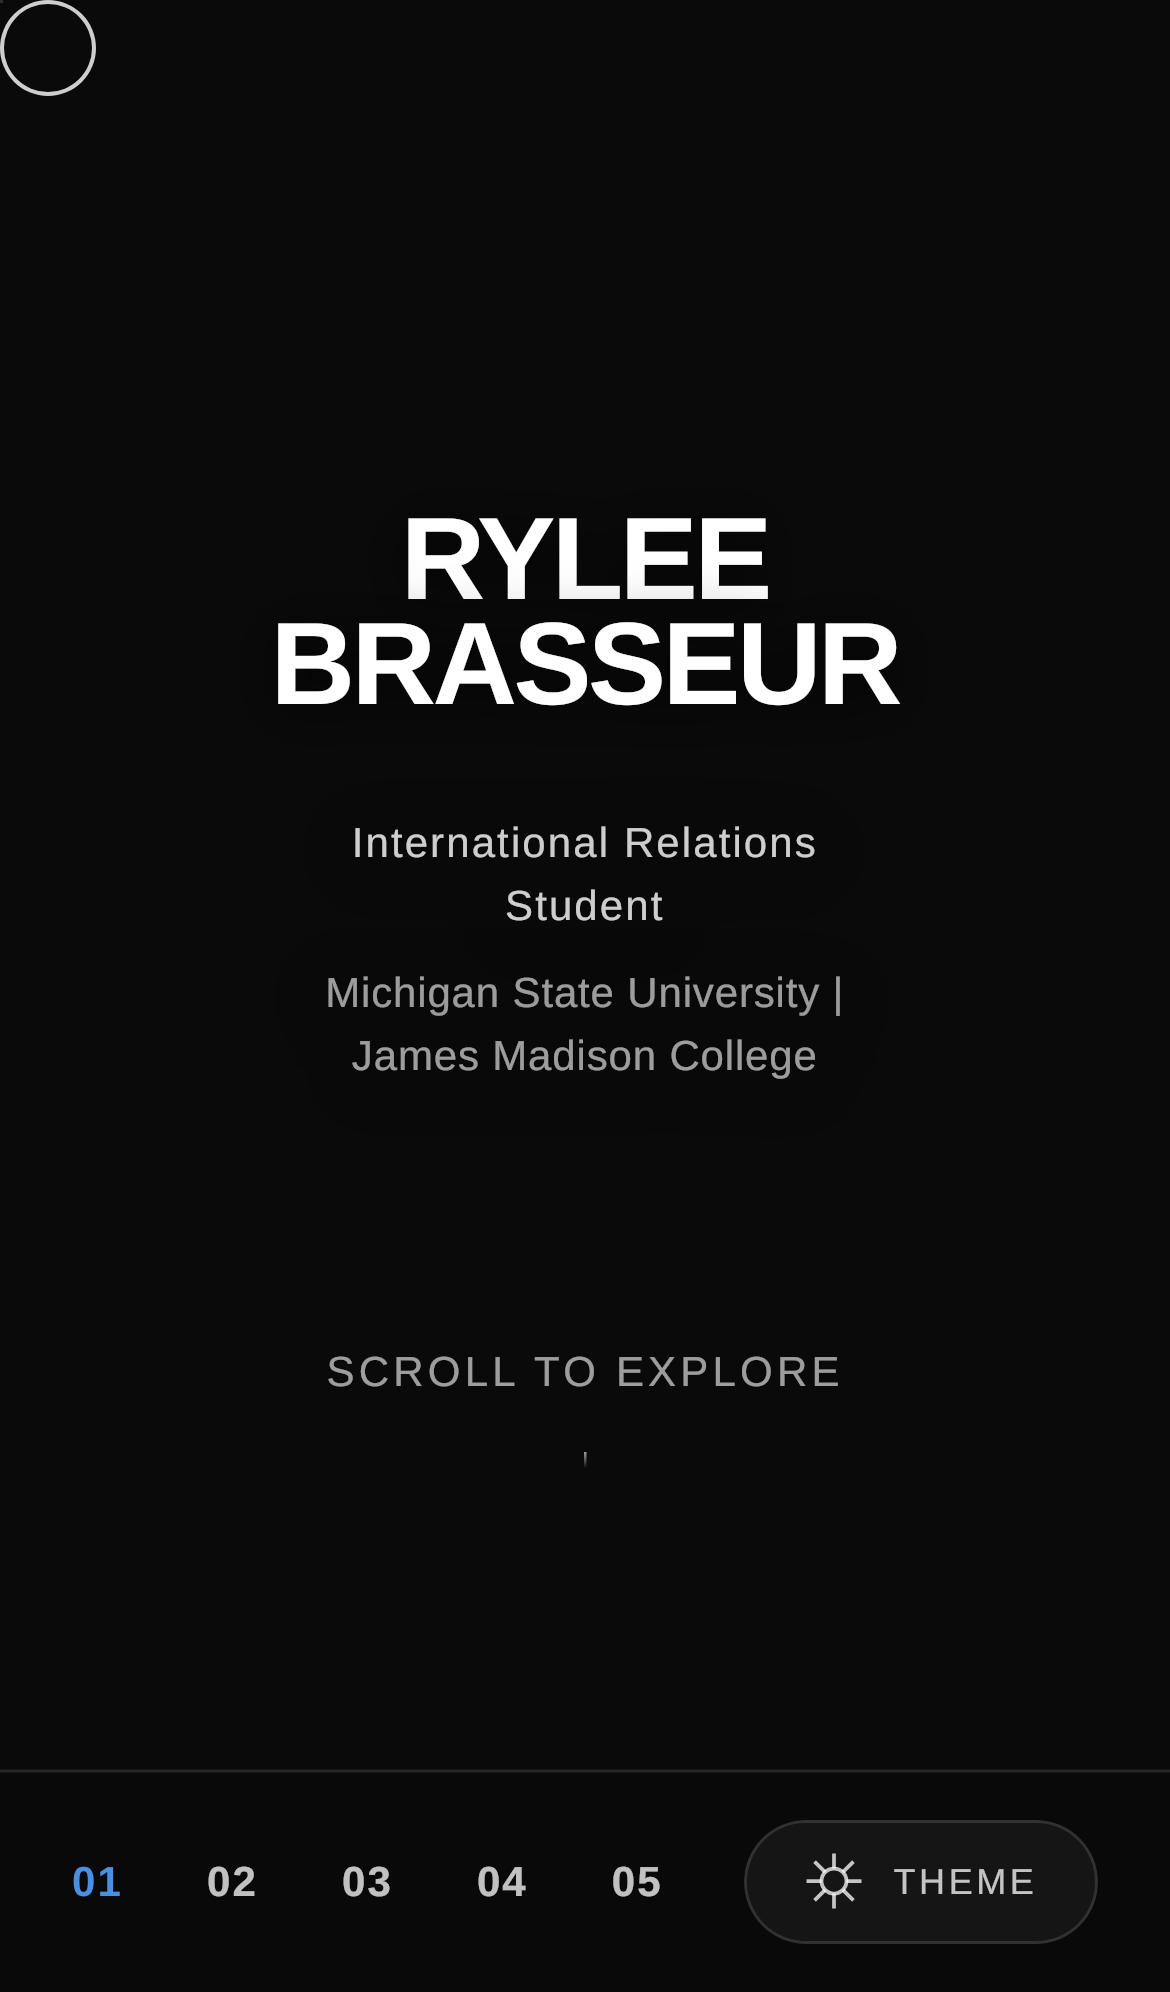 RYLEE
BRASSEUR
International Relations
Student
Michigan State University |
James Madison College
SCROLL TO EXPLORE
01 02 03 04 05 THEME